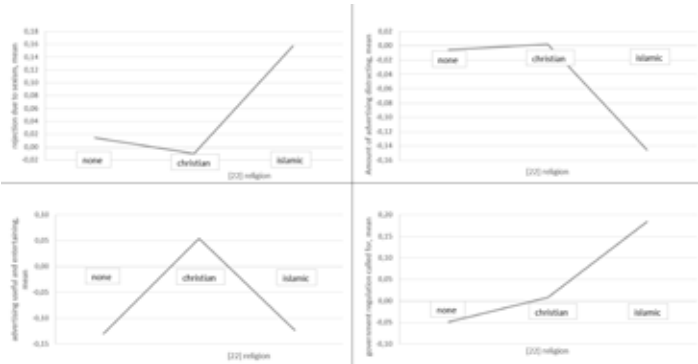 rejection due to sexism, mean
0,18
0,16
0,14
0,12
0,10
0,08
0,06
0,04
0,02
0,00
-0,02
none
christian
islamic
[22] religion
Amount of advertising distracting, mean
0,02
0,00
-0,02
-0,04
-0,06
-0,08
-0,10
-0,12
-0,14
-0,16
none
christian
islamic
[22] religion
advertising useful and entertaining,
mean
0,10
0,05
0,00
-0,05
-0,10
-0,15
none
christian
islamic
[22] religion
government regulation called for, mean
0,20
0,15
0,10
0,05
0,00
-0,05
-0,10
none
christian
islamic
[22] religion